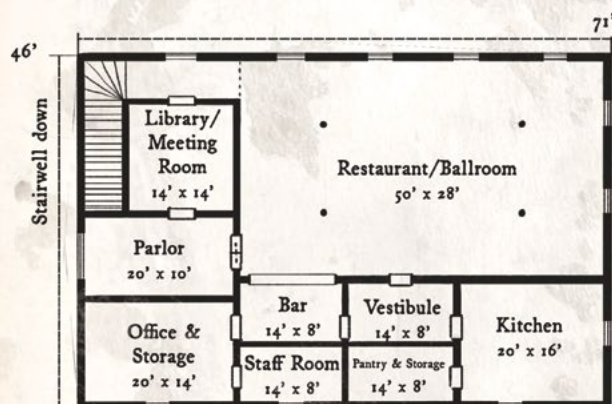 71'
46'
Stairwell down
Library/
Meeting
Room
14' x 14'
Restaurant/Ballroom
50' x 28'
Parlor
20' x 10'
Bar
14' x 8'
Vestibule
14' x 8'
Kitchen
20' x 16'
Office &
Storage
20' x 14'
Staff Room
14' x 8'
Pantry & Storage
14' x 8'